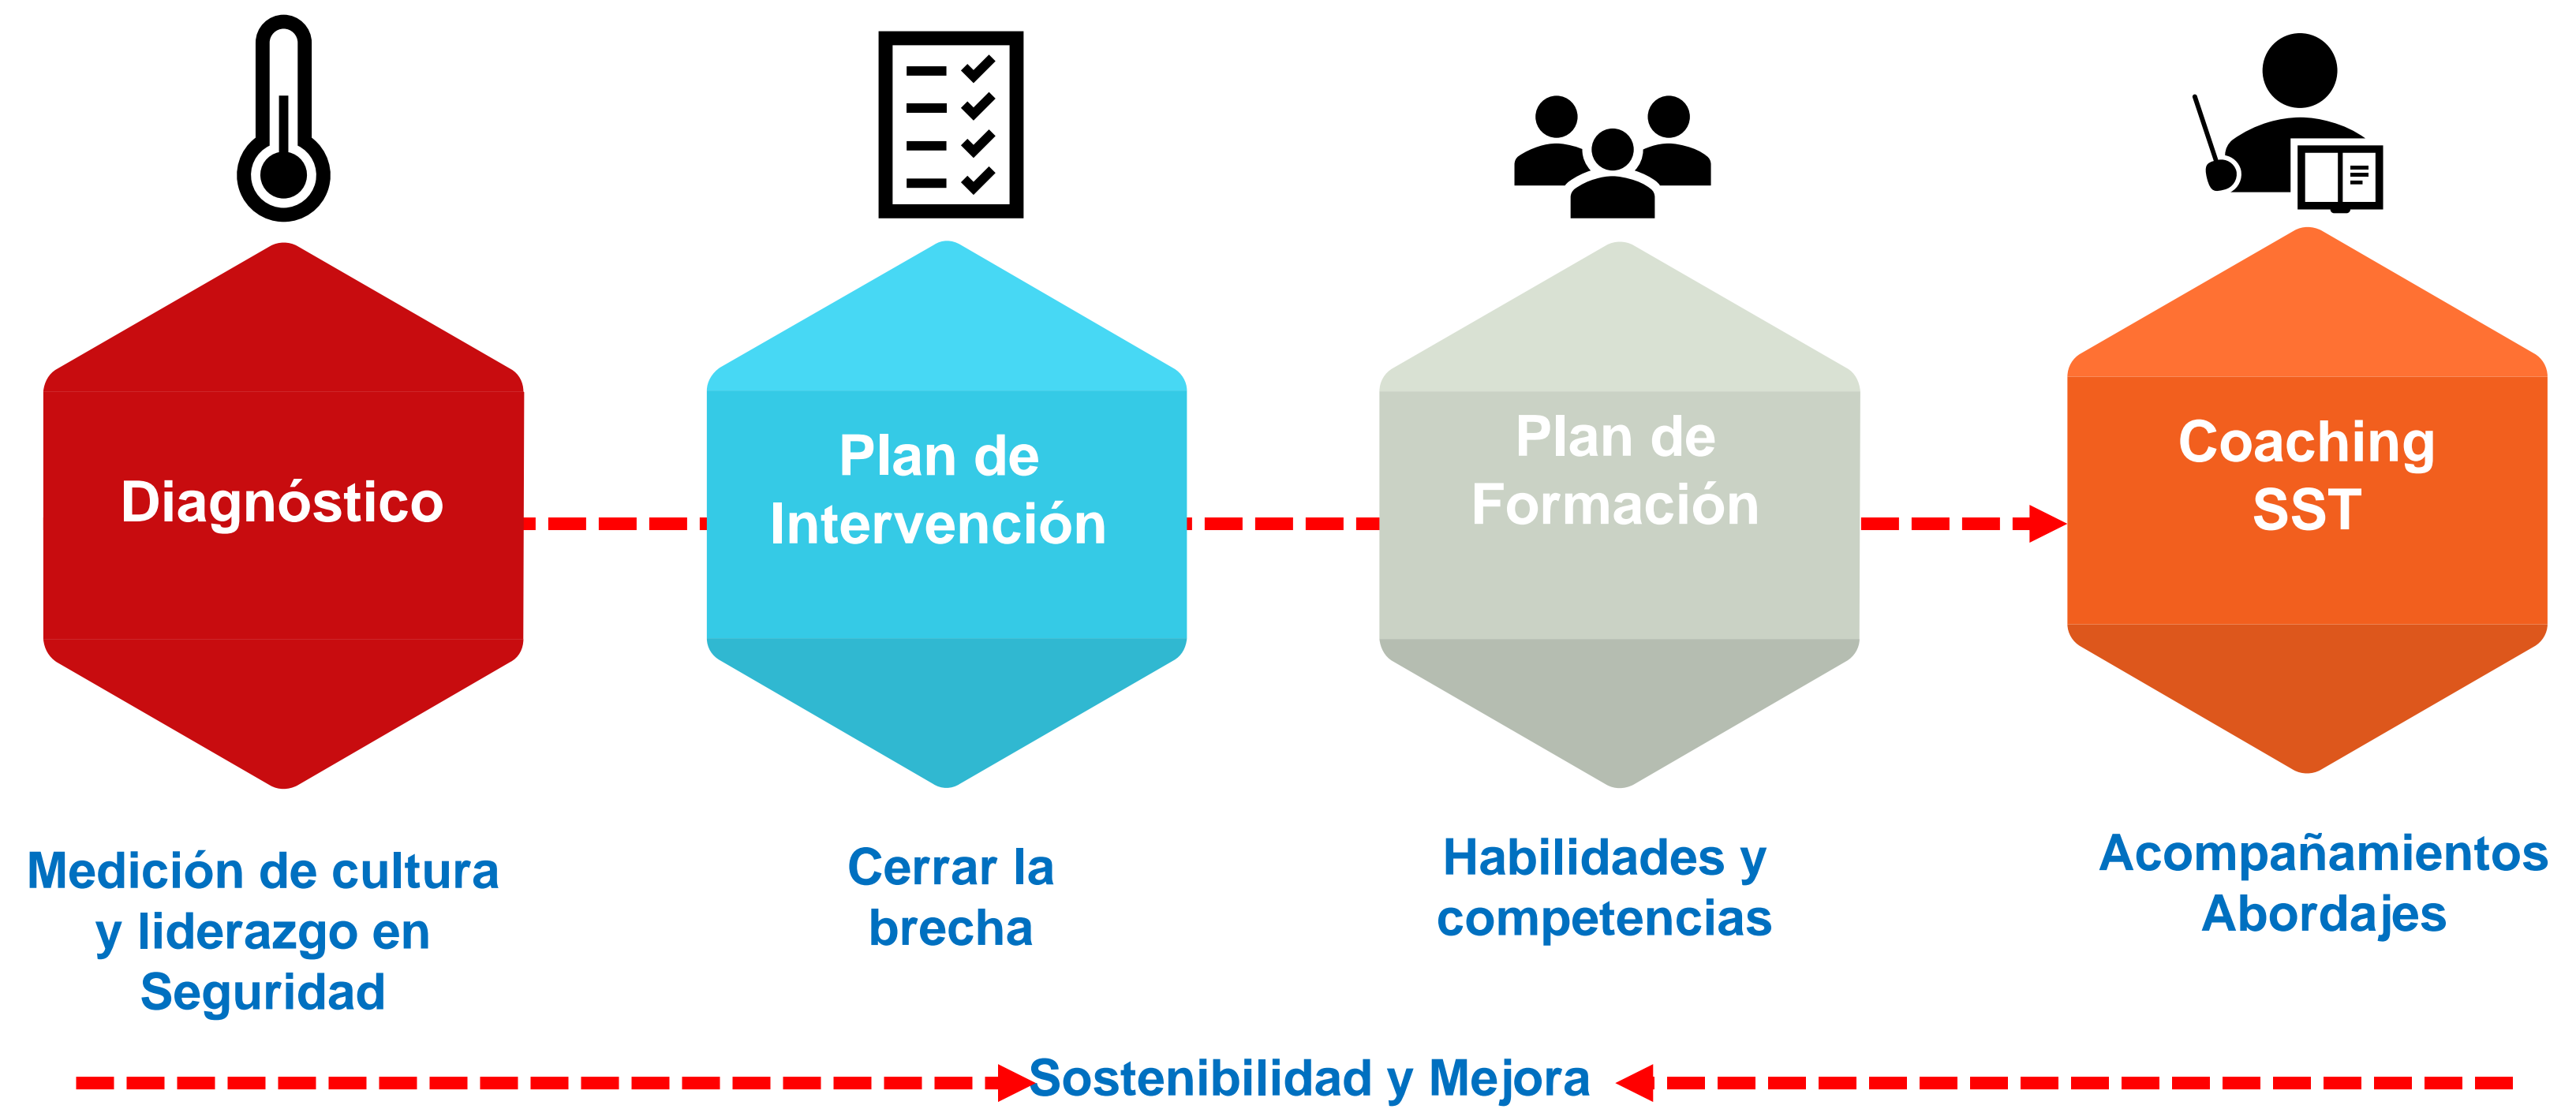 Diagnóstico
Plan de
Intervención
Plan de
Formación
Coaching
SST
Medición de cultura
y liderazgo en
Seguridad
Cerrar la
brecha
Habilidades y
competencias
Acompañamientos
Abordajes
Sostenibilidad y Mejora